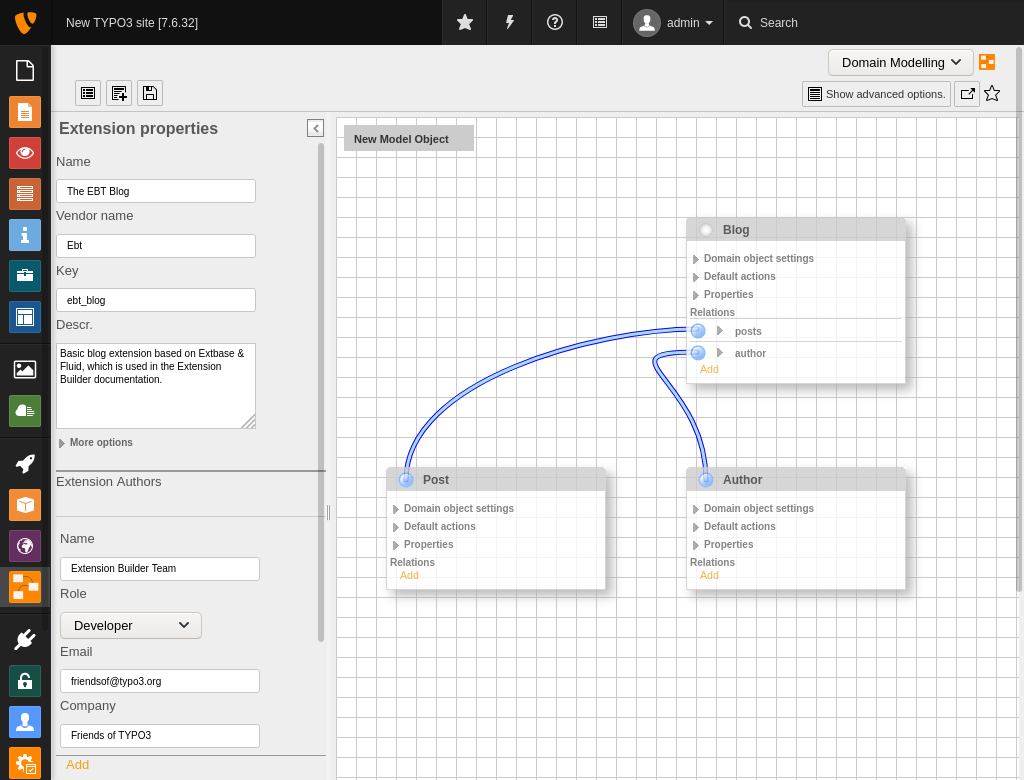 New TYPO3 site [7.6.32]
admin
Search
Domain Modelling
Show advanced options.
Extension properties
Name
The EBT Blog
Vendor name
Ebt
Key
ebt_blog
Descr.
Basic blog extension based on Extbase &
Fluid, which is used in the Extension
Builder documentation.
More options
Extension Authors
Name
Extension Builder Team
Role
Developer
Email
friendsof@typo3.org
Company
Friends of TYPO3
Add
New Model Object
Blog
Domain object settings
Default actions
Properties
Relations
posts
author
Add
Post
Domain object settings
Default actions
Properties
Relations
Add
Author
Domain object settings
Default actions
Properties
Relations
Add